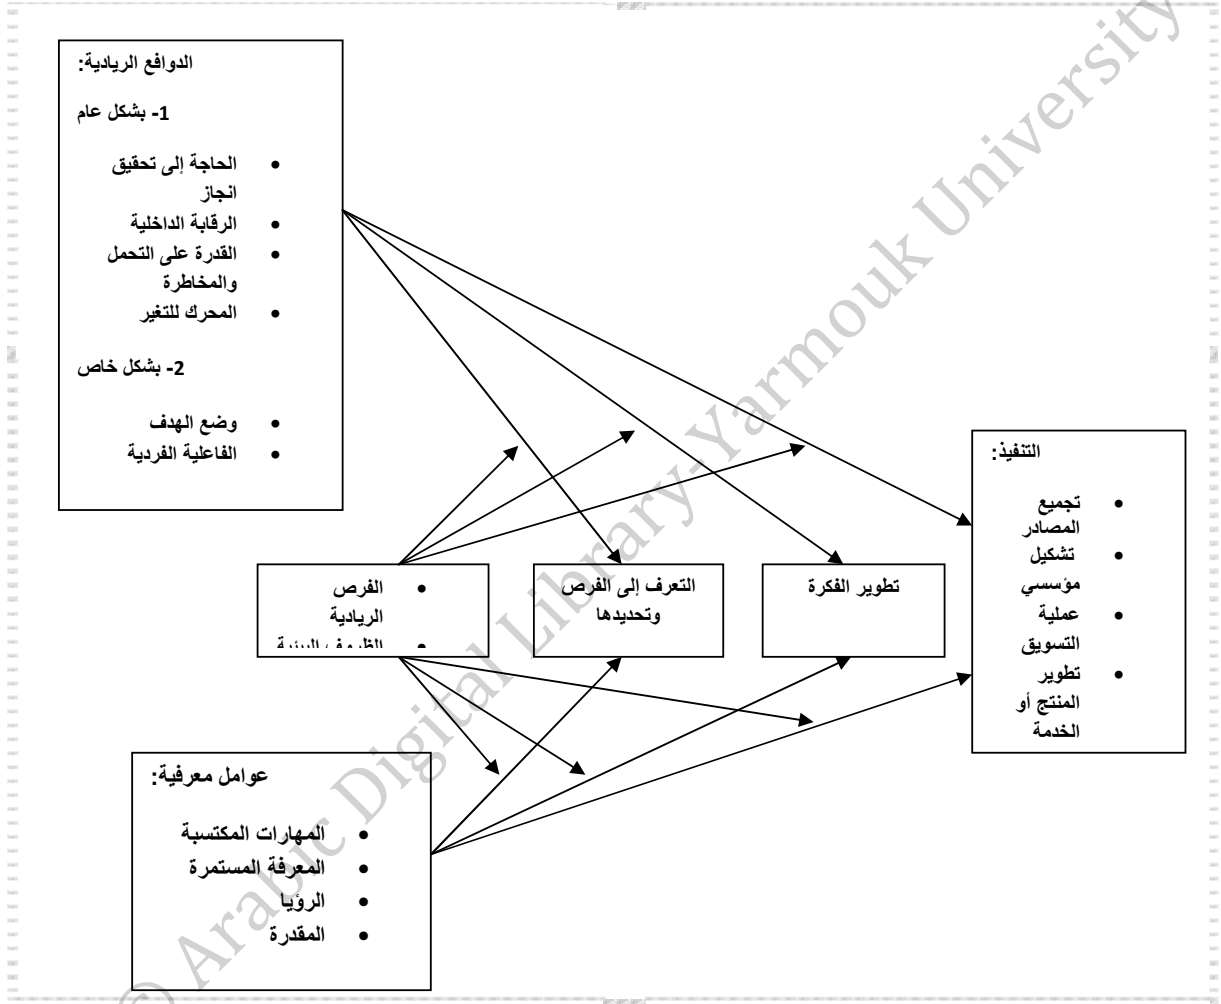 الدوافع الريادية:
1- بشكل عام
• الحاجة إلى تحقيق
انجاز
• الرقابة الداخلية
• القدرة على التحمل
والمخاطرة
• المحرك للتغير
2- بشكل خاص
• وضع الهدف
• الفاعلية الفردية
التنفيذ:
• تجميع
المصادر
• تشكيل
مؤسسي
• عملية
التسويق
• تطوير
المنتج أو
الخدمة
تطوير الفكرة
التعرف إلى الفرص
وتحديدها
• الفرص
الريادية
• الظروف البيئية
عوامل معرفية:
• المهارات المكتسبة
• المعرفة المستمرة
• الرؤيا
• المقدرة
© Arabic Digital Library-Yarmouk University